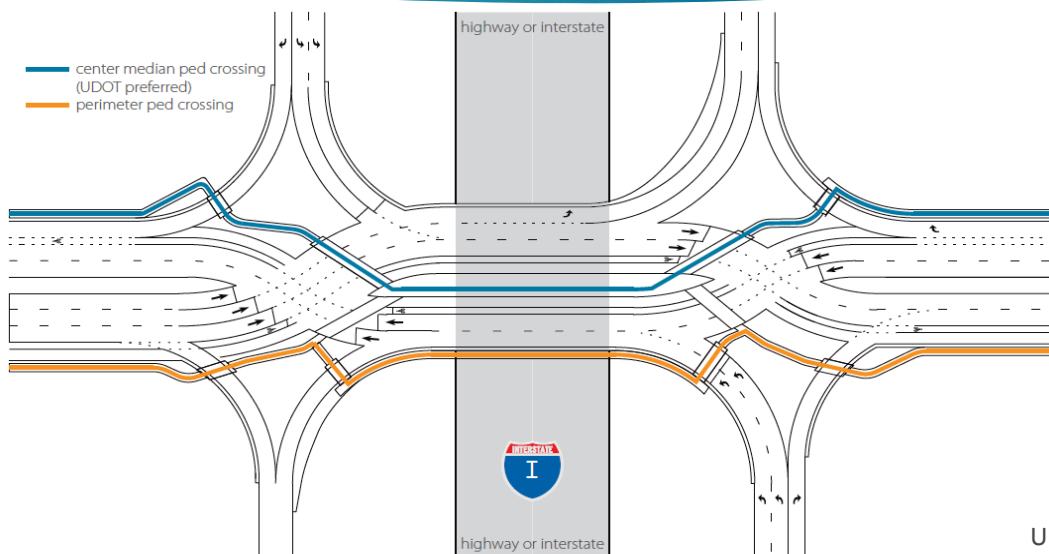 highway or interstate
center median ped crossing
(UDOT preferred)
perimeter ped crossing
INTERSTATE
I
U
highway or interstate